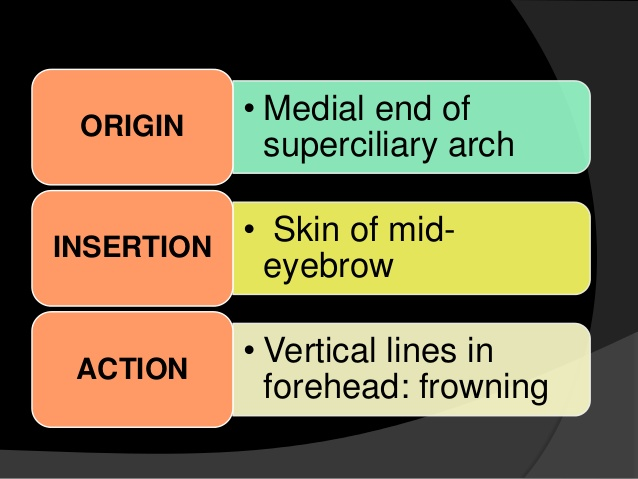 ORIGIN
• Medial end of
superciliary arch
INSERTION
• Skin of mid-
eyebrow
ACTION
• Vertical lines in
forehead: frowning